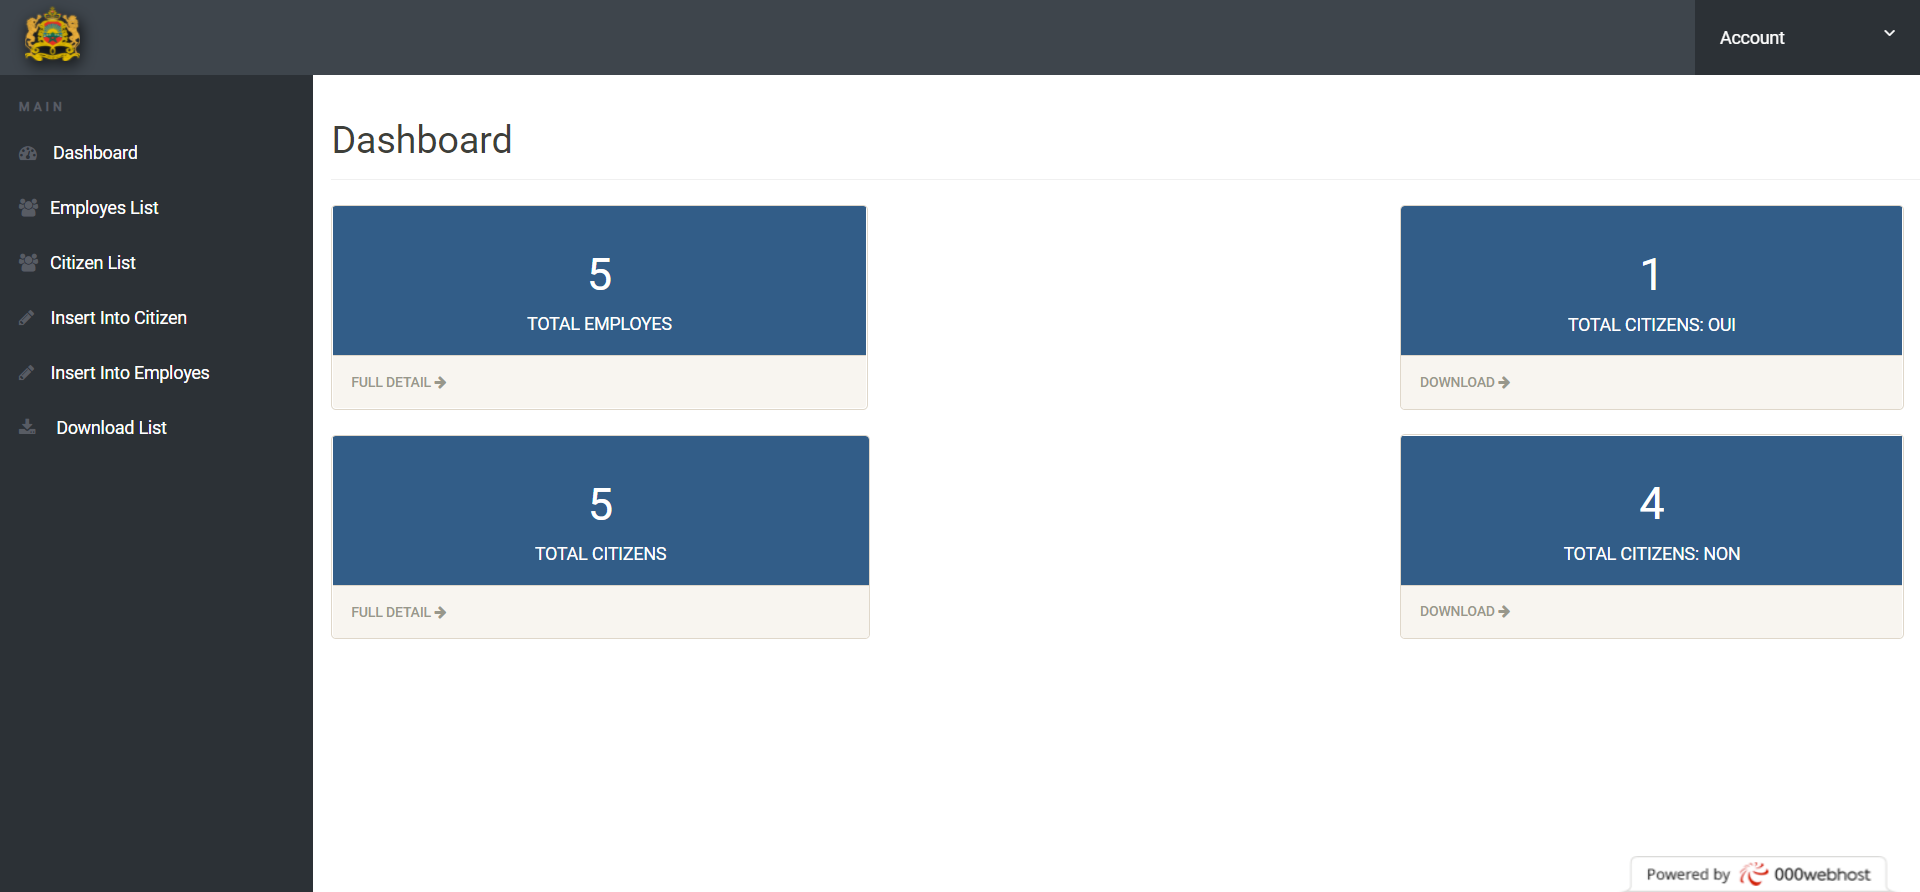 Account
MAIN
Dashboard
Employes List
Citizen List
Insert Into Citizen
Insert Into Employes
Download List
Dashboard
5
TOTAL EMPLOYES
FULL DETAIL
1
TOTAL CITIZENS: OUI
DOWNLOAD
5
TOTAL CITIZENS
FULL DETAIL
4
TOTAL CITIZENS: NON
DOWNLOAD
Powered by 000webhost